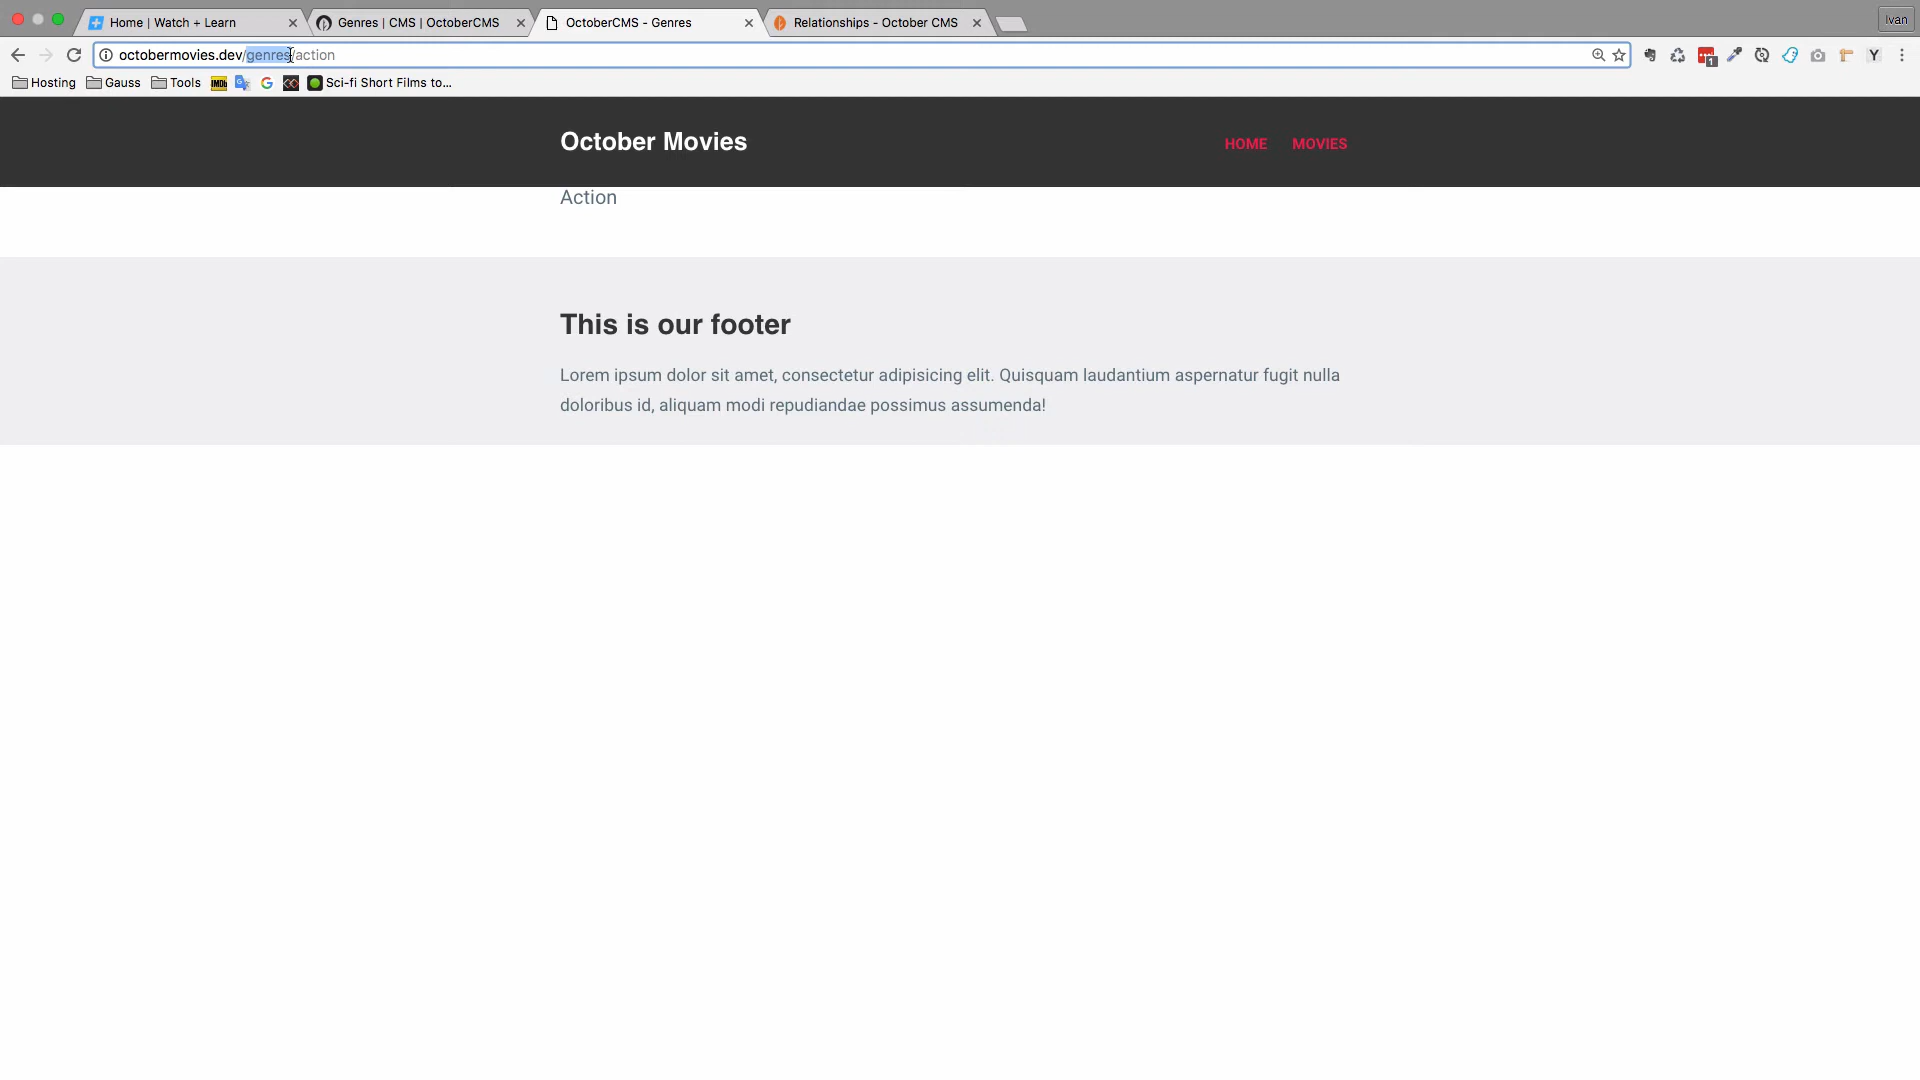 Home | Watch + Learn
Genres | CMS | OctoberCMS
OctoberCMS - Genres
Relationships - October CMS
Ivan
octobermovies.dev/genres/action
1
Y
Hosting
Gauss
Tools
IMDb
G
Sci-fi Short Films to...
October Movies
HOME
MOVIES
Action
This is our footer
Lorem ipsum dolor sit amet, consectetur adipisicing elit. Quisquam laudantium aspernatur fugit nulla
doloribus id, aliquam modi repudiandae possimus assumenda!